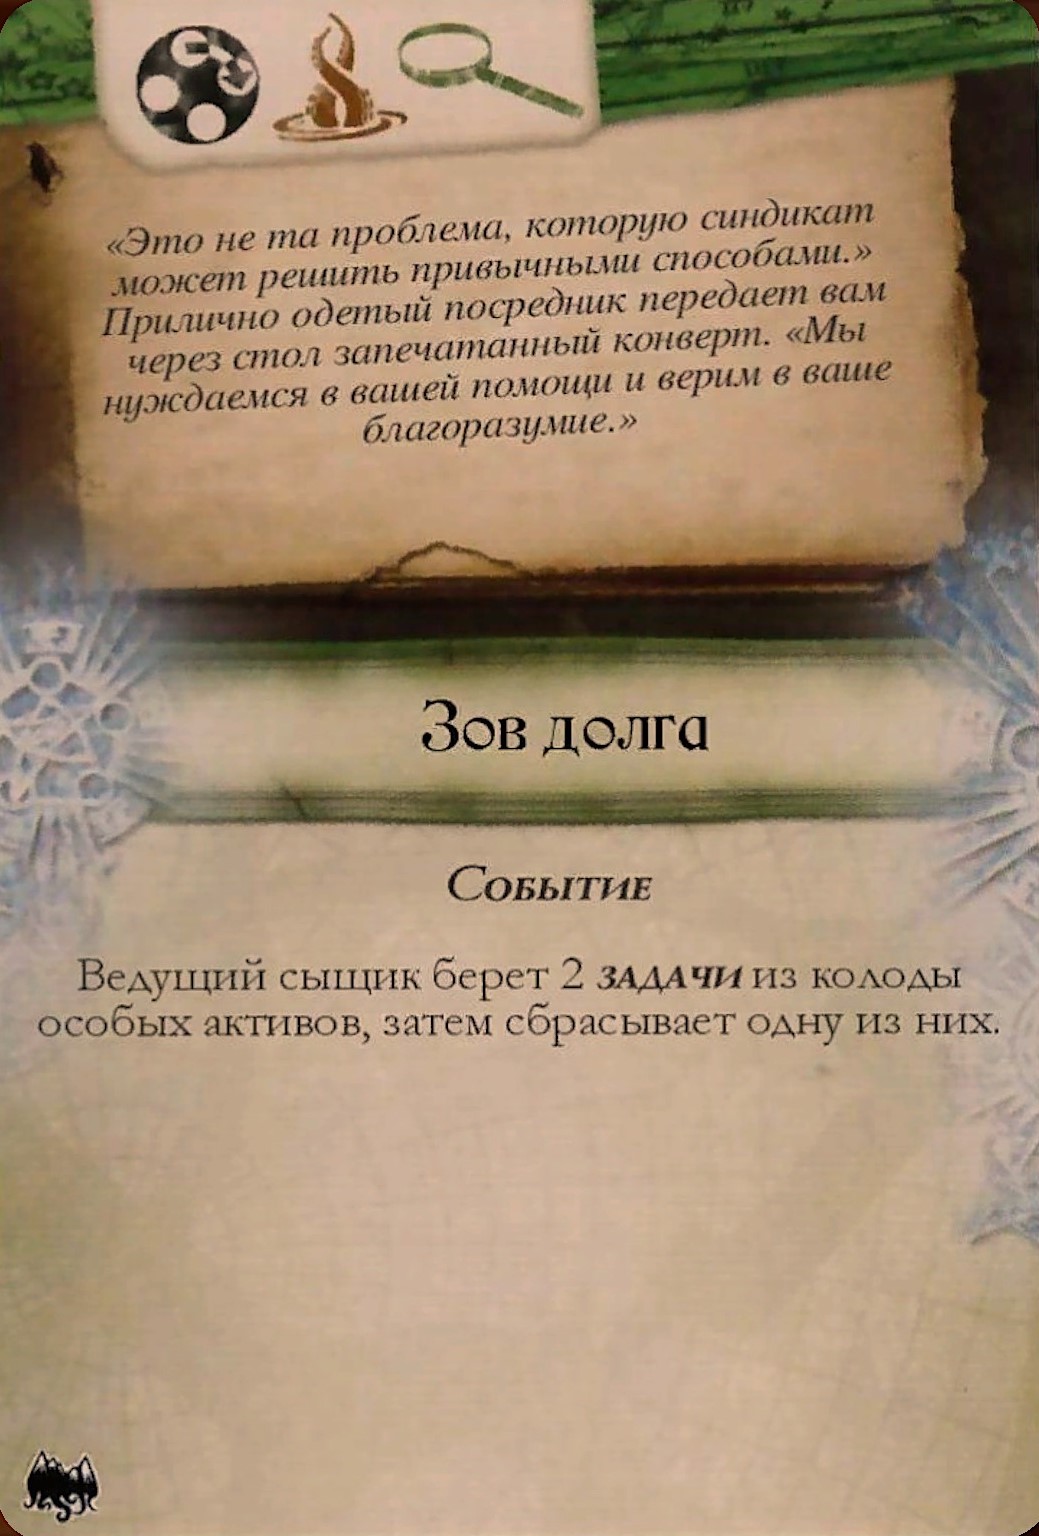 «Это не та проблема, которую синдикат
может решить привычными способами.»
Прилично одетый посредник передает вам
через стол запечатанный конверт. «Мы
нуждаемся в вашей помощи и верим в ваше
благоразумие.»
Зов долга
Событие
Ведущий сыщик берет 2 ЗАДАЧИ из колоды
особых активов, затем сбрасывает одну из них.